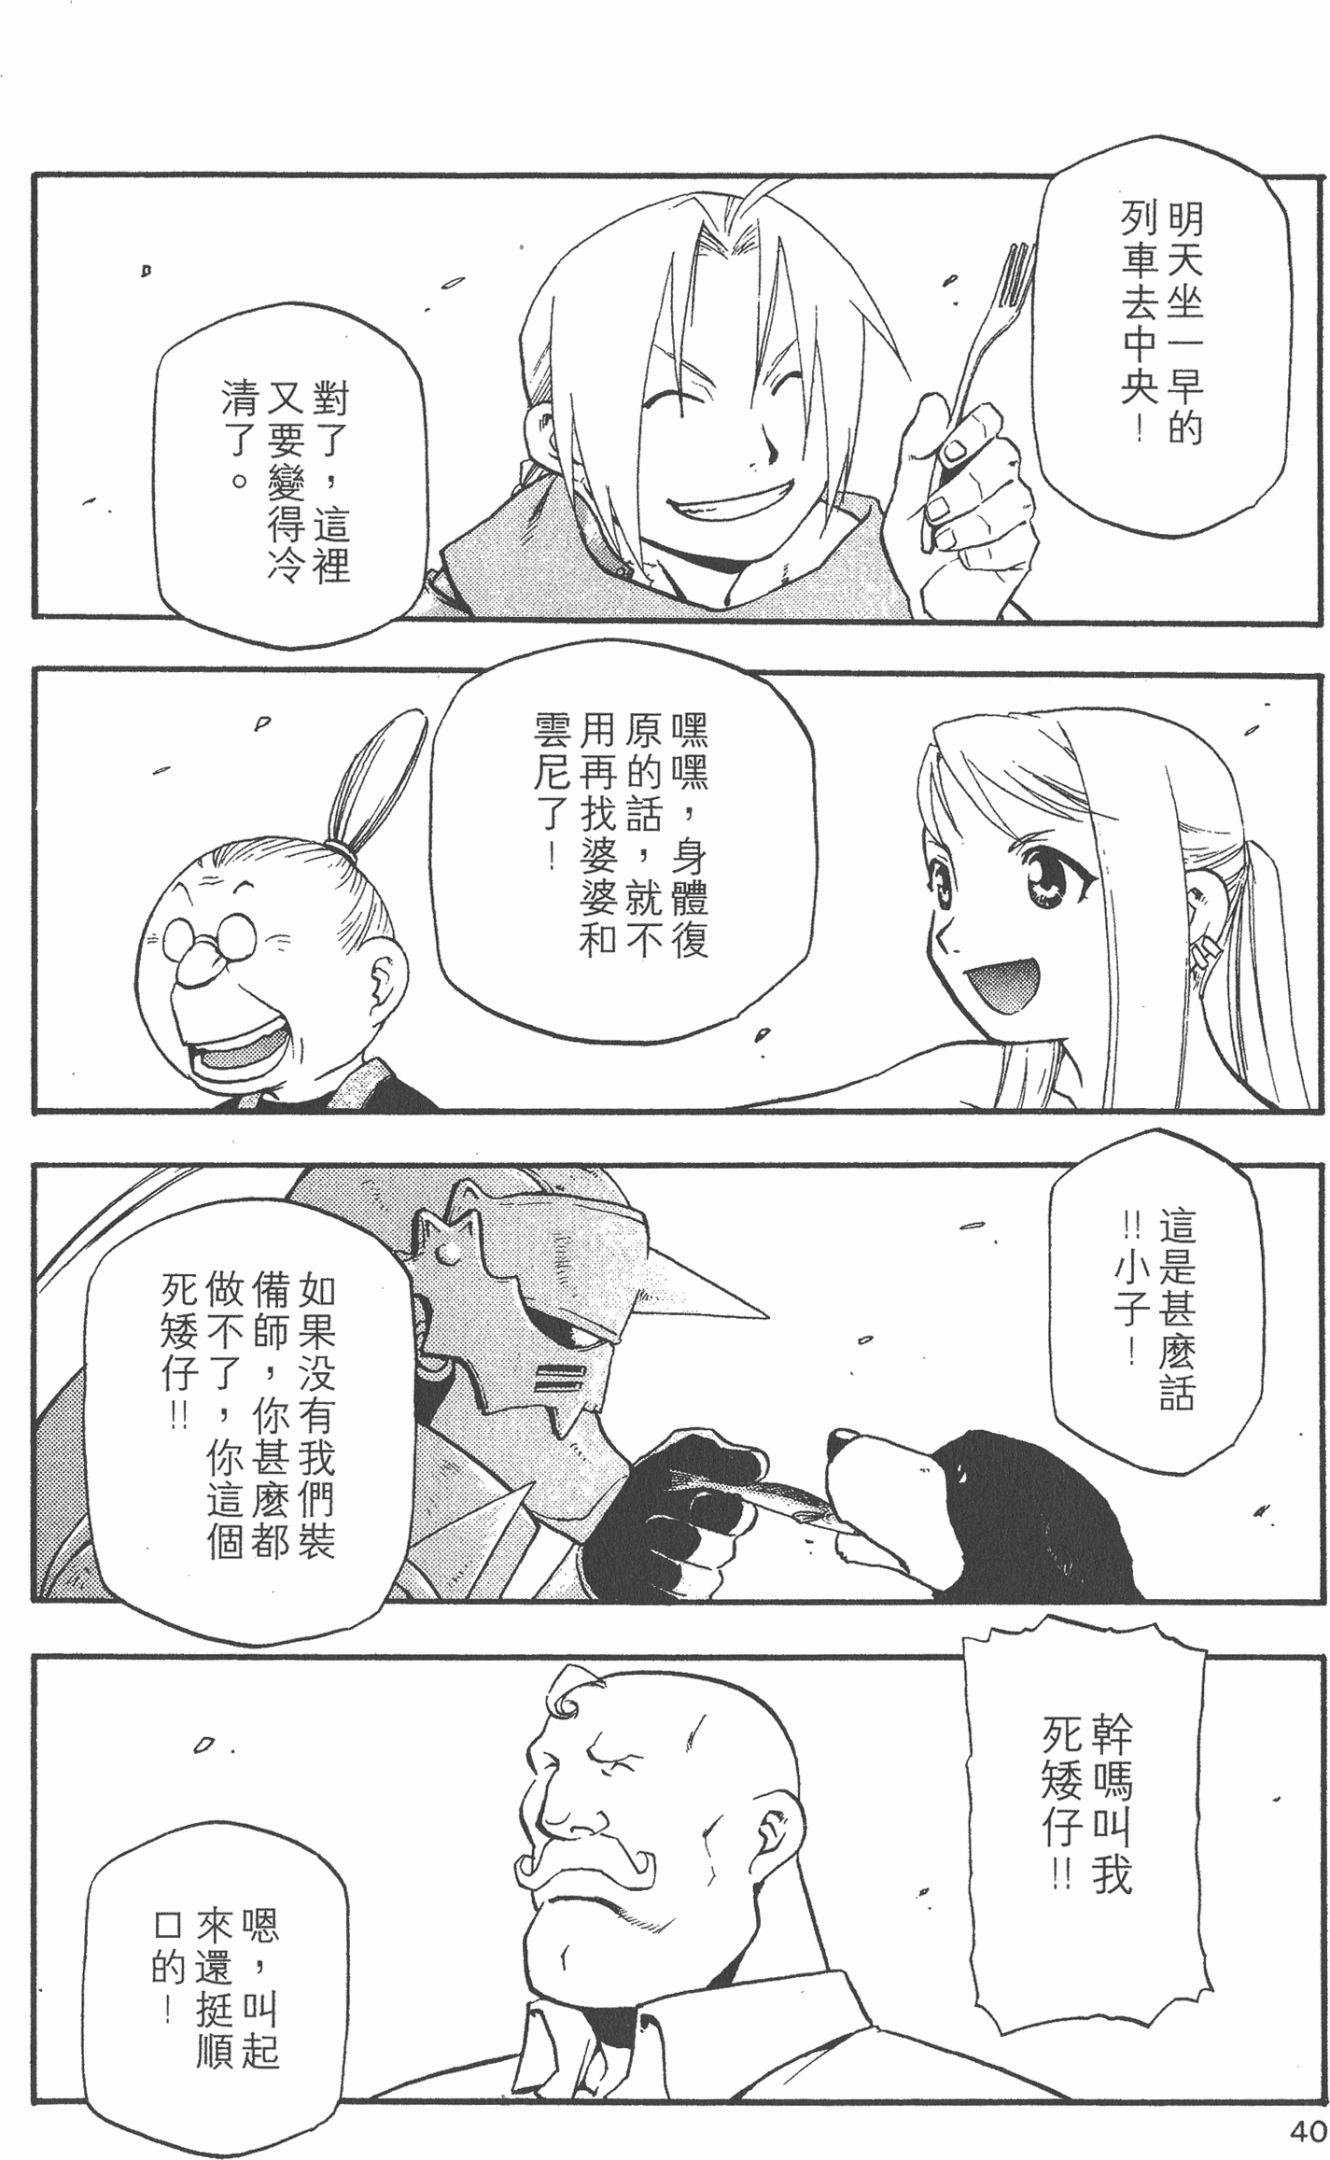 明天坐一早的
列車去中央！
對了，這裡
又要變得冷
清了。
嘿嘿，身體復
原的話，就不
用再找婆婆和
雲尼了！
這是甚麽話
!!小子！
如果没有我們裝
備師，你甚麽都
做不了，你這個
死矮仔!!
幹嗎叫我
死矮仔!!
嗯，叫起
來還挺順
口的！
40